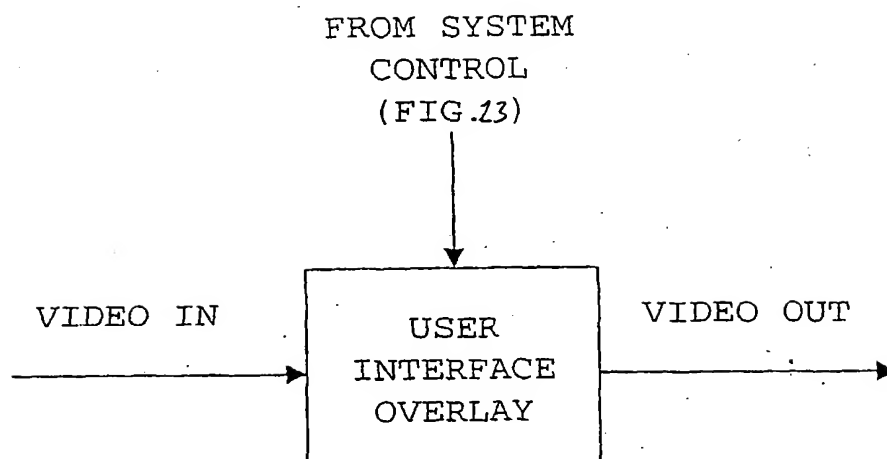 FROM SYSTEM
CONTROL
(FIG.23)
VIDEO IN
USER
INTERFACE
OVERLAY
VIDEO OUT